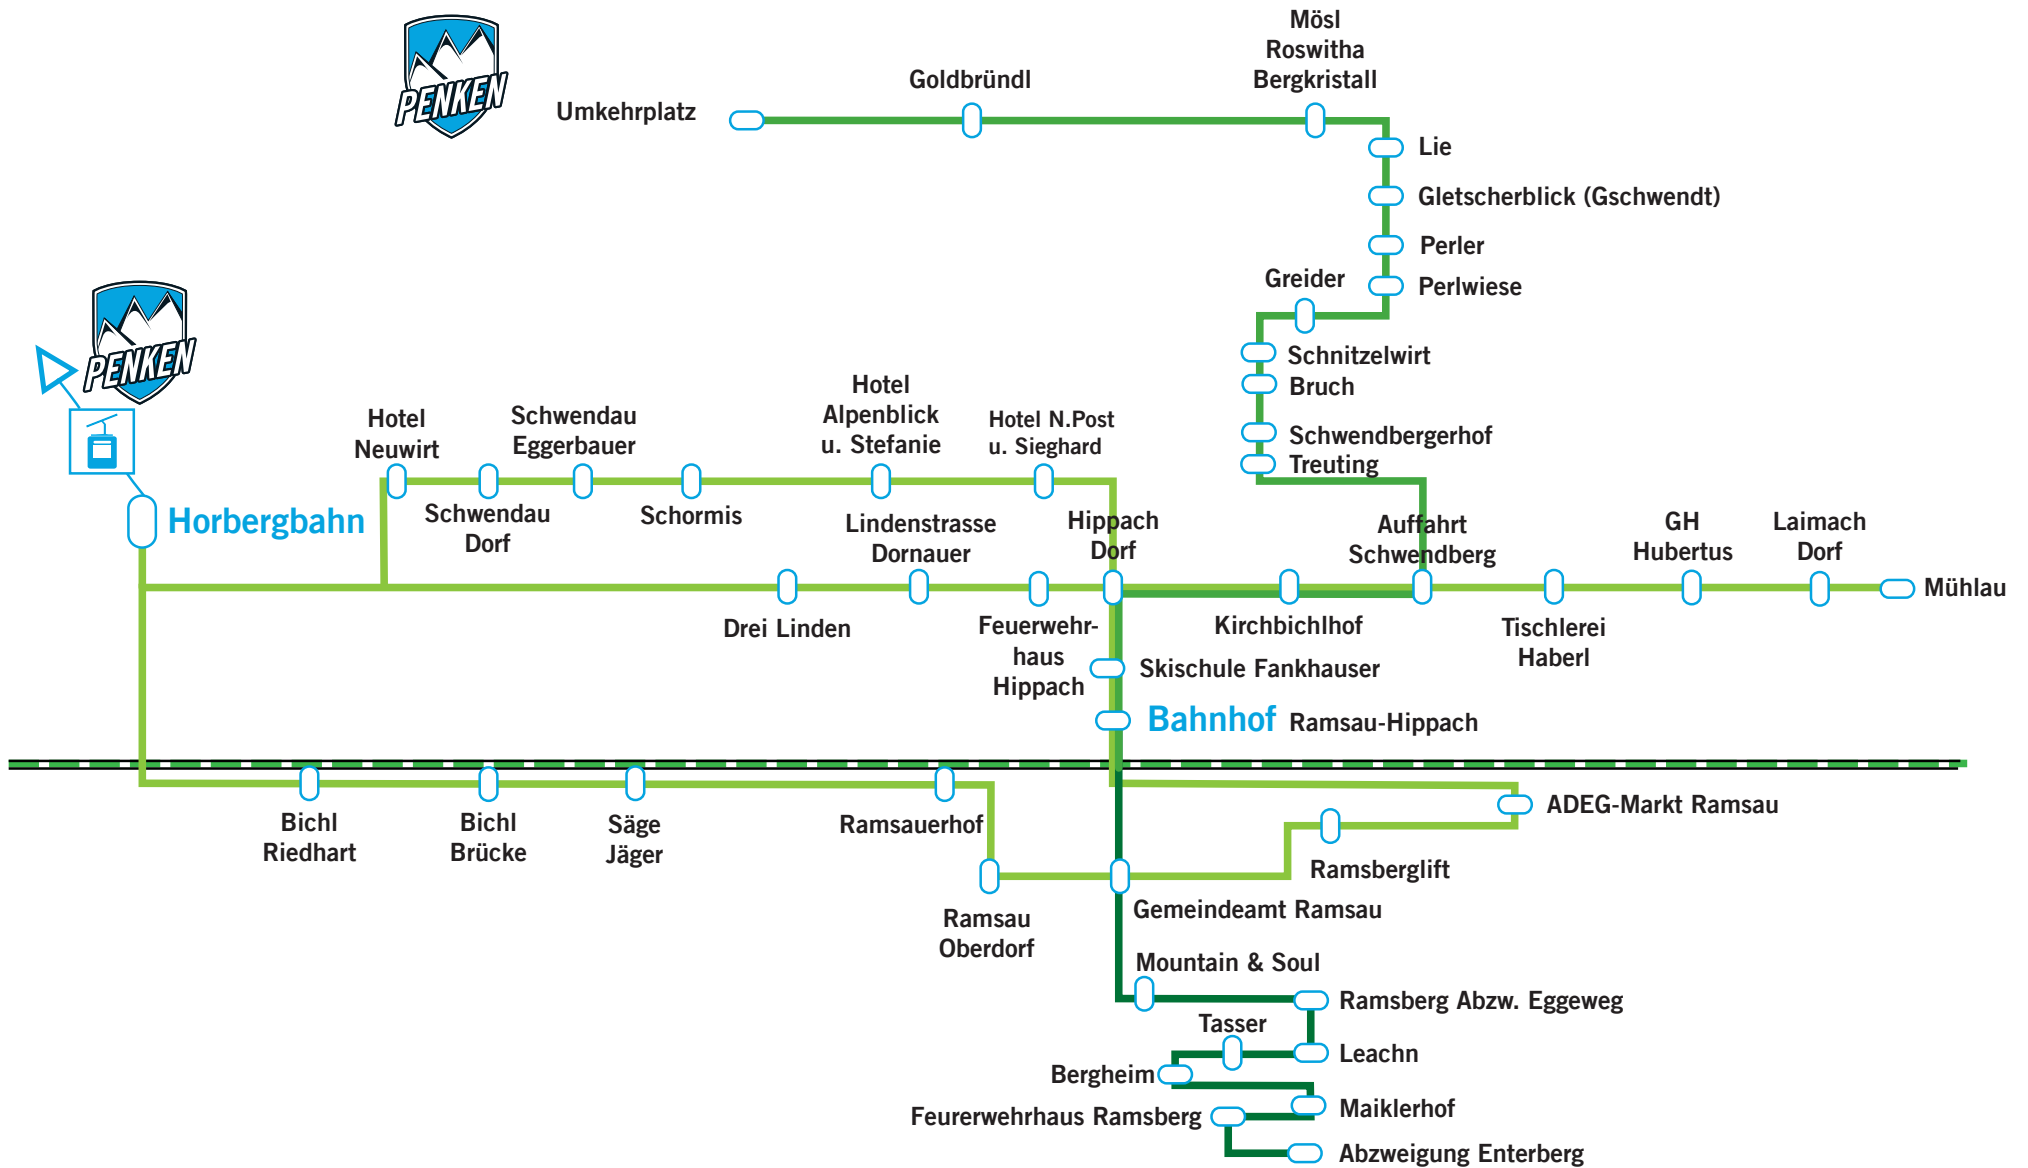 PENKEN
Umkehrplatz
Goldbründl
Mösl
Roswitha
Bergkristall
Lie
Gletscherblick (Gschwendt)
Perler
Perlwiese
Greider
Schnitzelwirt
Bruch
Schwendbergerhof
Treuting
PENKEN
Horbergbahn
Hotel
Neuwirt
Schwendau
Dorf
Schwendau
Eggerbauer
Schormis
Hotel
Alpenblick
u. Stefanie
Hotel N.Post
u. Sieghard
Drei Linden
Lindenstrasse
Dornauer
Feuerwehr-
haus
Hippach
Hippach
Dorf
Kirchbichlhof
Auffahrt
Schwendberg
Tischlerei
Haberl
GH
Hubertus
Laimach
Dorf
Mühlau
Skischule Fankhauser
Bahnhof Ramsau-Hippach
Bichl
Riedhart
Bichl
Brücke
Säge
Jäger
Ramsauerhof
ADEG-Markt Ramsau
Ramsberglift
Ramsau
Oberdorf
Gemeindeamt Ramsau
Mountain & Soul
Ramsberg Abzw. Eggeweg
Tasser
Leachn
Bergheim
Maiklerhof
Feurerwehrhaus Ramsberg
Abzweigung Enterberg